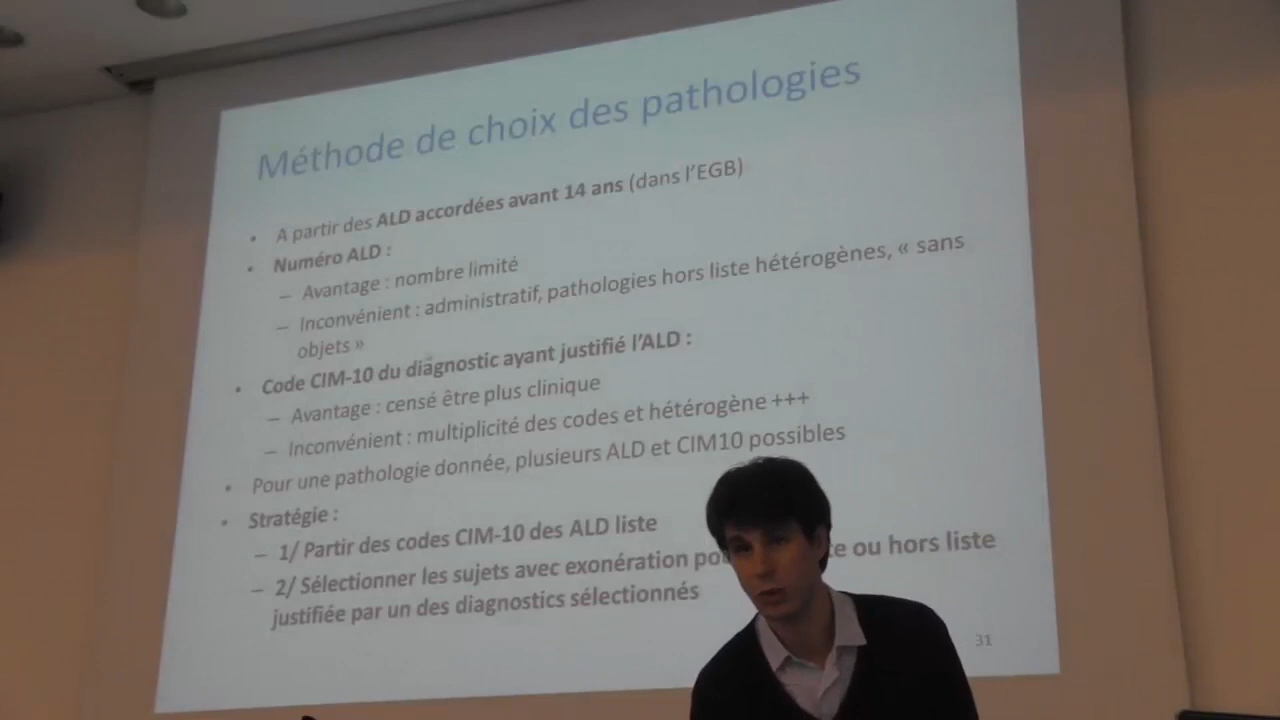 Méthode de choix des pathologies
• A partir des ALD accordées avant 14 ans (dans l'EGB)
• Numéro ALD :
– Avantage : nombre limité
– Inconvénient : administratif, pathologies hors liste hétérogènes, « sans
objets »
• Code CIM-10 du diagnostic ayant justifié l'ALD :
– Avantage : censé être plus clinique
– Inconvénient : multiplicité des codes et hétérogène +++
• Pour une pathologie donnée, plusieurs ALD et CIM10 possibles
• Stratégie :
– 1/ Partir des codes CIM-10 des ALD liste
– 2/ Sélectionner les sujets avec exonération ou hors liste
justifiée par un des diagnostics sélectionnés
31